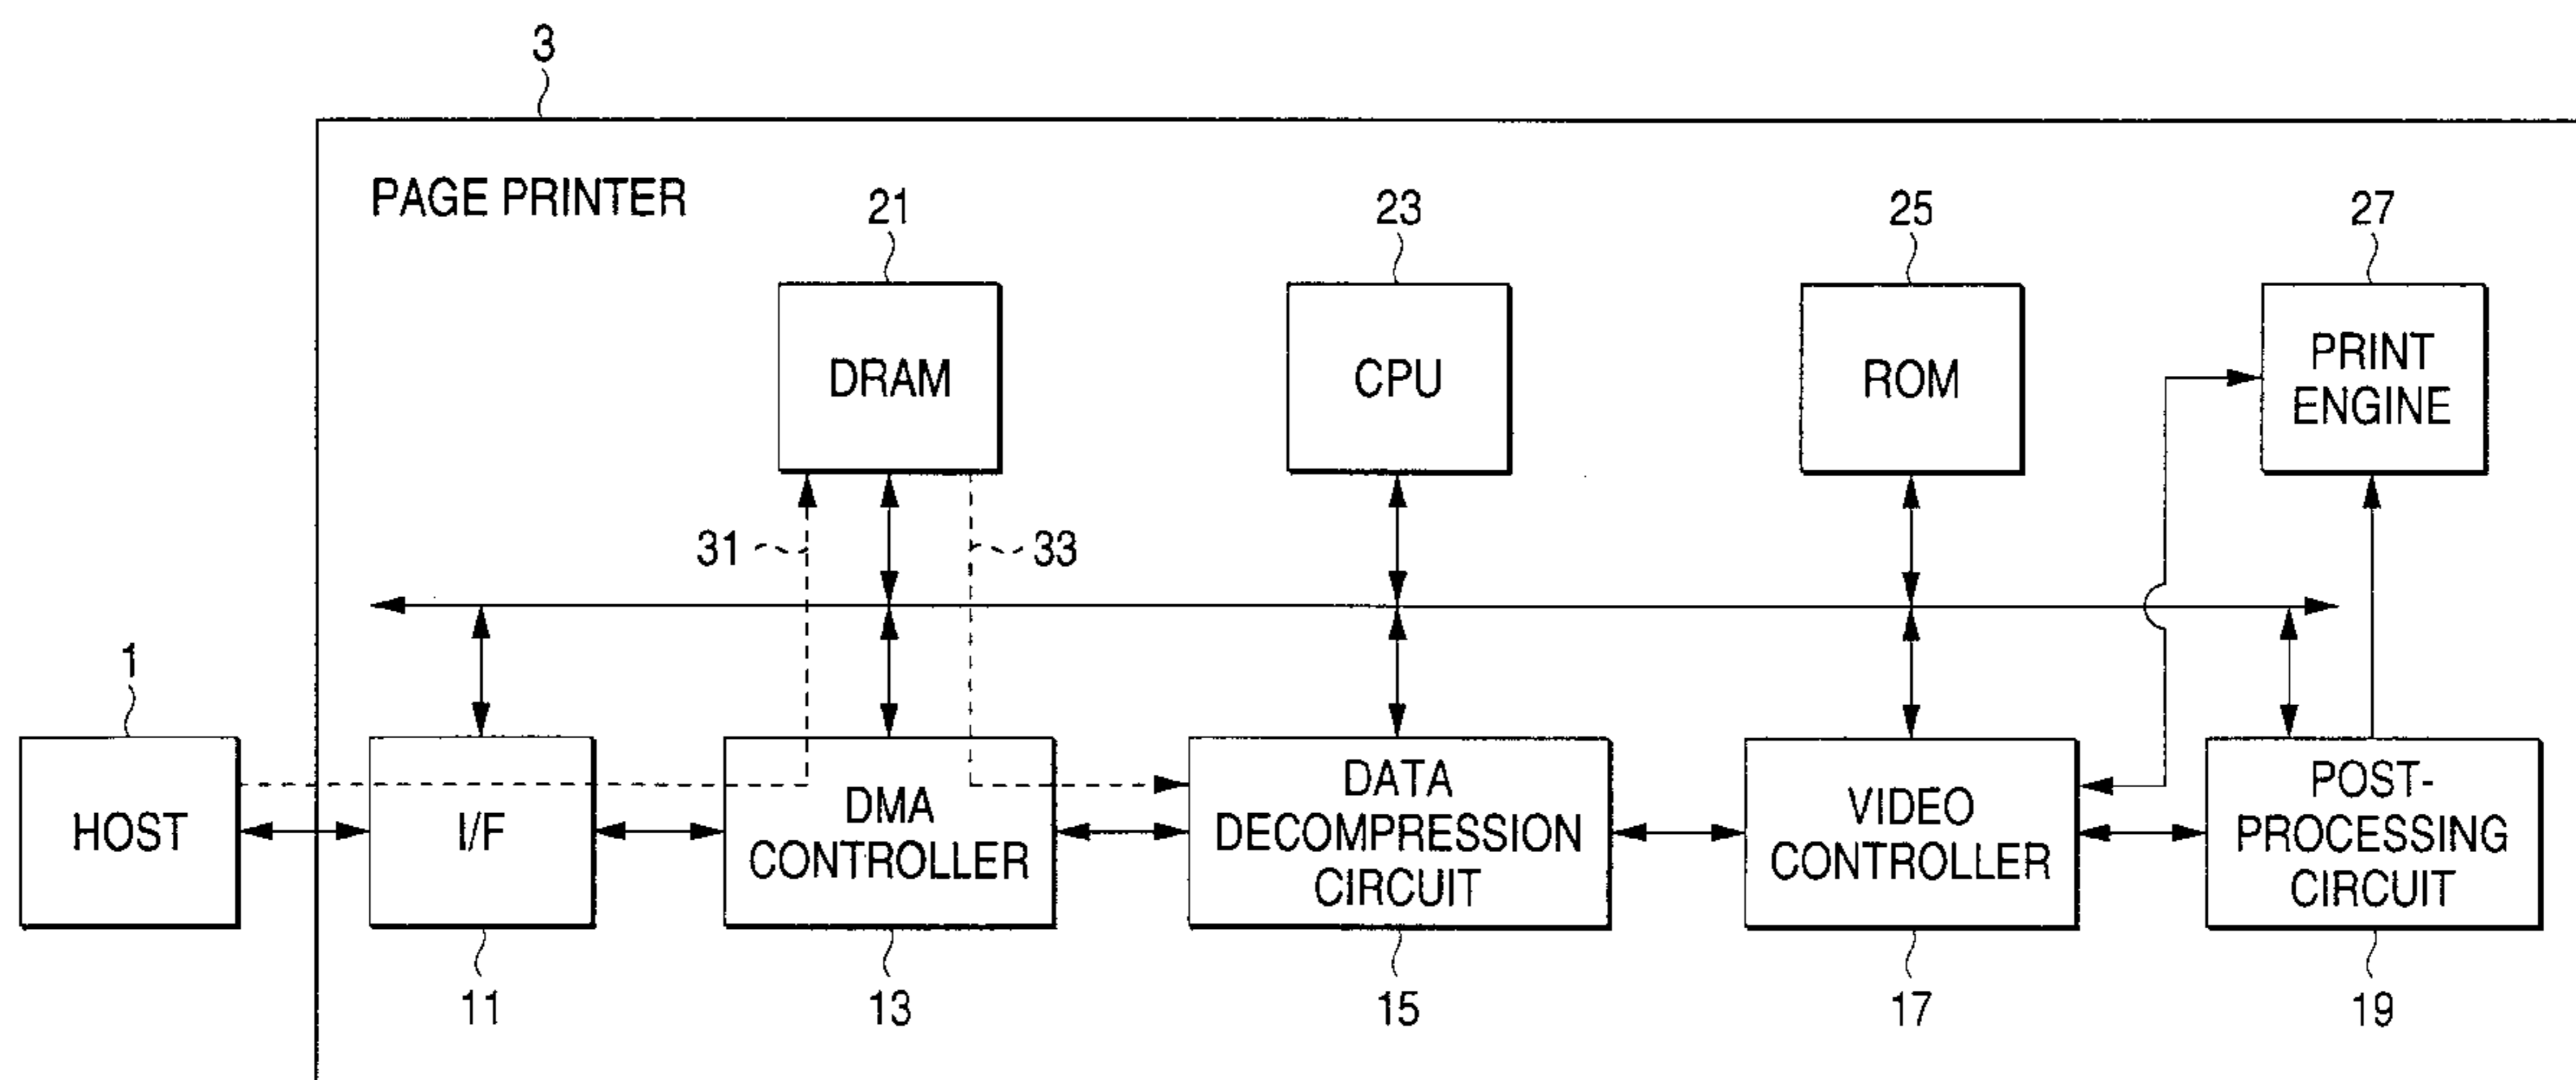 3
PAGE PRINTER
21
23
25
27
DRAM
CPU
ROM
PRINT
ENGINE
31
33
1
HOST
I/F
DMA
CONTROLLER
DATA
DECOMPRESSION
CIRCUIT
VIDEO
CONTROLLER
POST-
PROCESSING
CIRCUIT
11
13
15
17
19